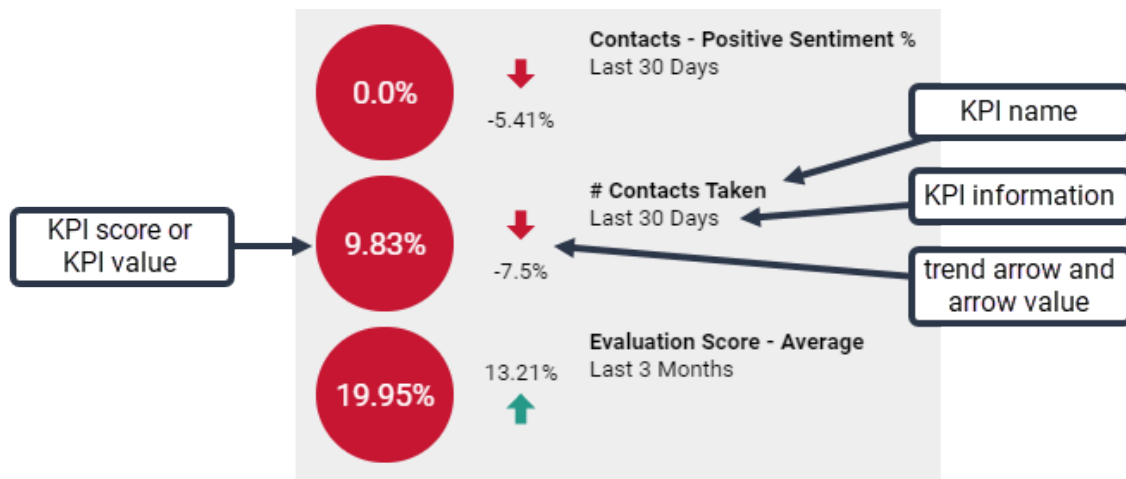 Contacts - Positive Sentiment %
Last 30 Days
0.0%
-5.41%
KPI name
# Contacts Taken
Last 30 Days
KPI information
KPI score or
KPI value
9.83%
-7.5%
trend arrow and
arrow value
Evaluation Score - Average
Last 3 Months
13.21%
19.95%